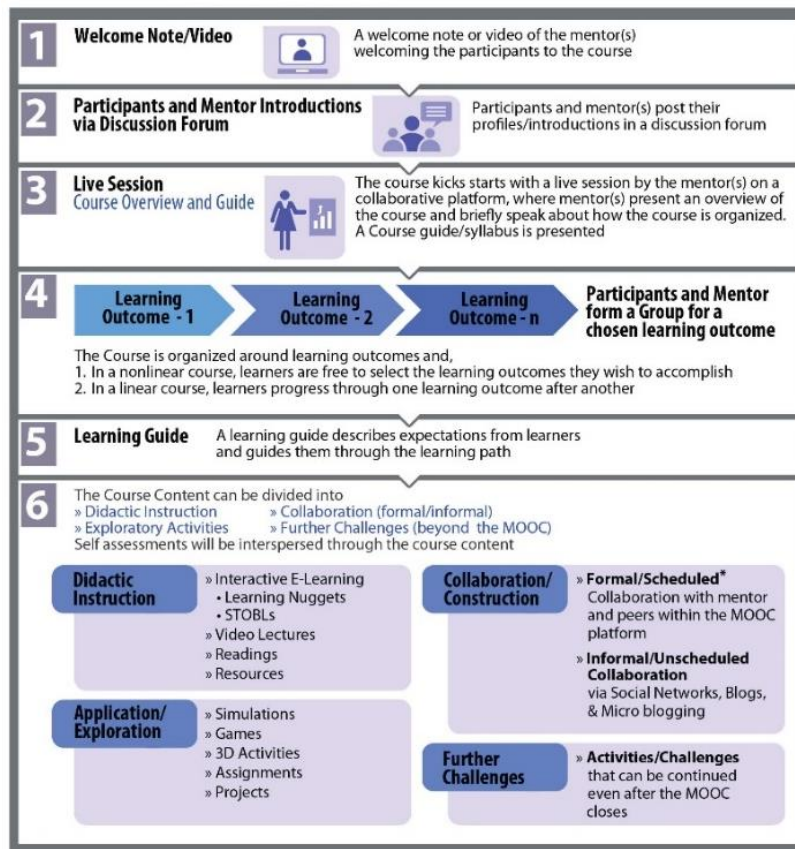 1
Welcome Note/Video
A welcome note or video of the mentor(s)
welcoming the participants to the course
2
Participants and Mentor Introductions
via Discussion Forum
Participants and mentor(s) post their
profiles/introductions in a discussion forum
3
Live Session
Course Overview and Guide
The course kicks starts with a live session by the mentor(s) on a
collaborative platform, where mentor(s) present an overview of
the course and briefly speak about how the course is organized.
A Course guide/syllabus is presented
4
Learning
Outcome - 1
Learning
Outcome - 2
Learning
Outcome - n
Participants and Mentor
form a Group for a
chosen learning outcome
The Course is organized around learning outcomes and,
1. In a nonlinear course, learners are free to select the learning outcomes they wish to accomplish
2. In a linear course, learners progress through one learning outcome after another
5
Learning Guide
A learning guide describes expectations from learners
and guides them through the learning path
6
The Course Content can be divided into
» Didactic Instruction » Collaboration (formal/informal)
» Exploratory Activities » Further Challenges (beyond the MOOC)
Self assessments will be interspersed through the course content
Didactic
Instruction
» Interactive E-Learning
• Learning Nuggets
• STOBLs
» Video Lectures
» Readings
» Resources
Application/
Exploration
» Simulations
» Games
» 3D Activities
» Assignments
» Projects
Collaboration/
Construction
» Formal/Scheduled*
Collaboration with mentor
and peers within the MOOC
platform
» Informal/Unscheduled
Collaboration
via Social Networks, Blogs,
& Micro blogging
Further
Challenges
» Activities/Challenges
that can be continued
even after the MOOC
closes